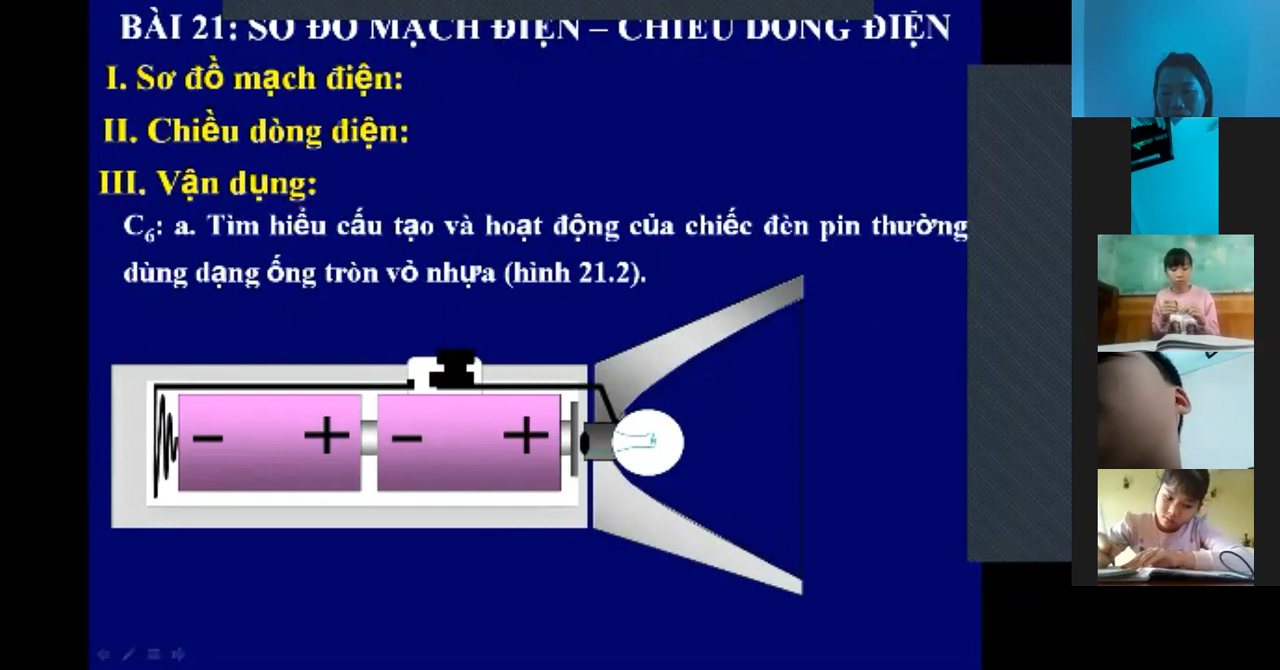 BÀI 21: SƠ ĐỒ MẠCH ĐIỆN – CHIỀU DÒNG ĐIỆN
I. Sơ đồ mạch điện:
II. Chiều dòng điện:
III. Vận dụng:
C6: a. Tìm hiểu cấu tạo và hoạt động của chiếc đèn pin thường
dùng dạng ống tròn vỏ nhựa (hình 21.2).
− + − +